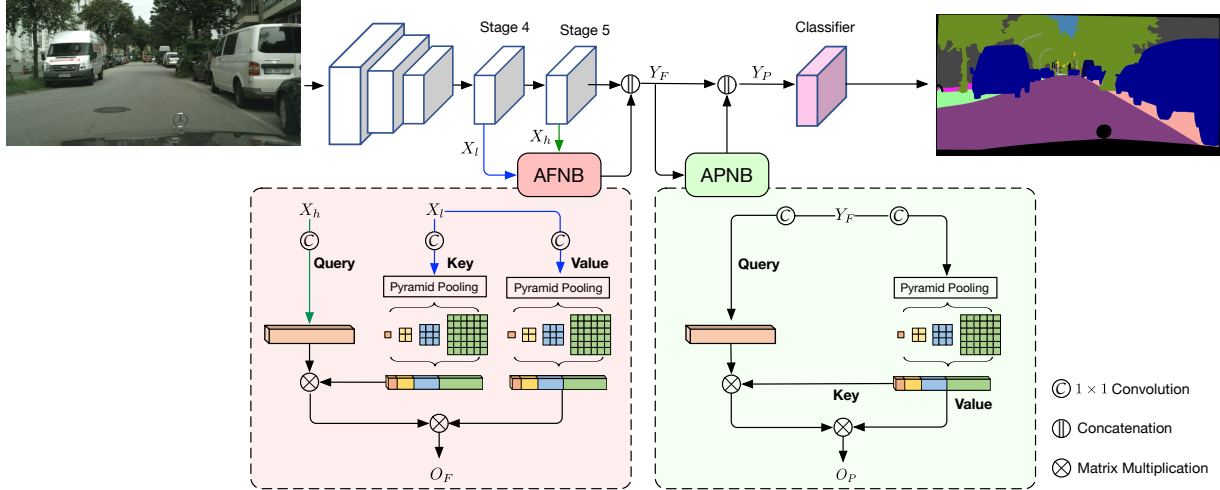 Stage 4
Stage 5
Classifier
Y_F
Y_P
X_l
X_h
AFNB
APNB
X_h
X_l
C
C
C
Query
Key
Value
Pyramid Pooling
Pyramid Pooling
O_F
C
Y_F
C
Query
Pyramid Pooling
Key
Value
O_P
C 1 × 1 Convolution
Concatenation
Matrix Multiplication